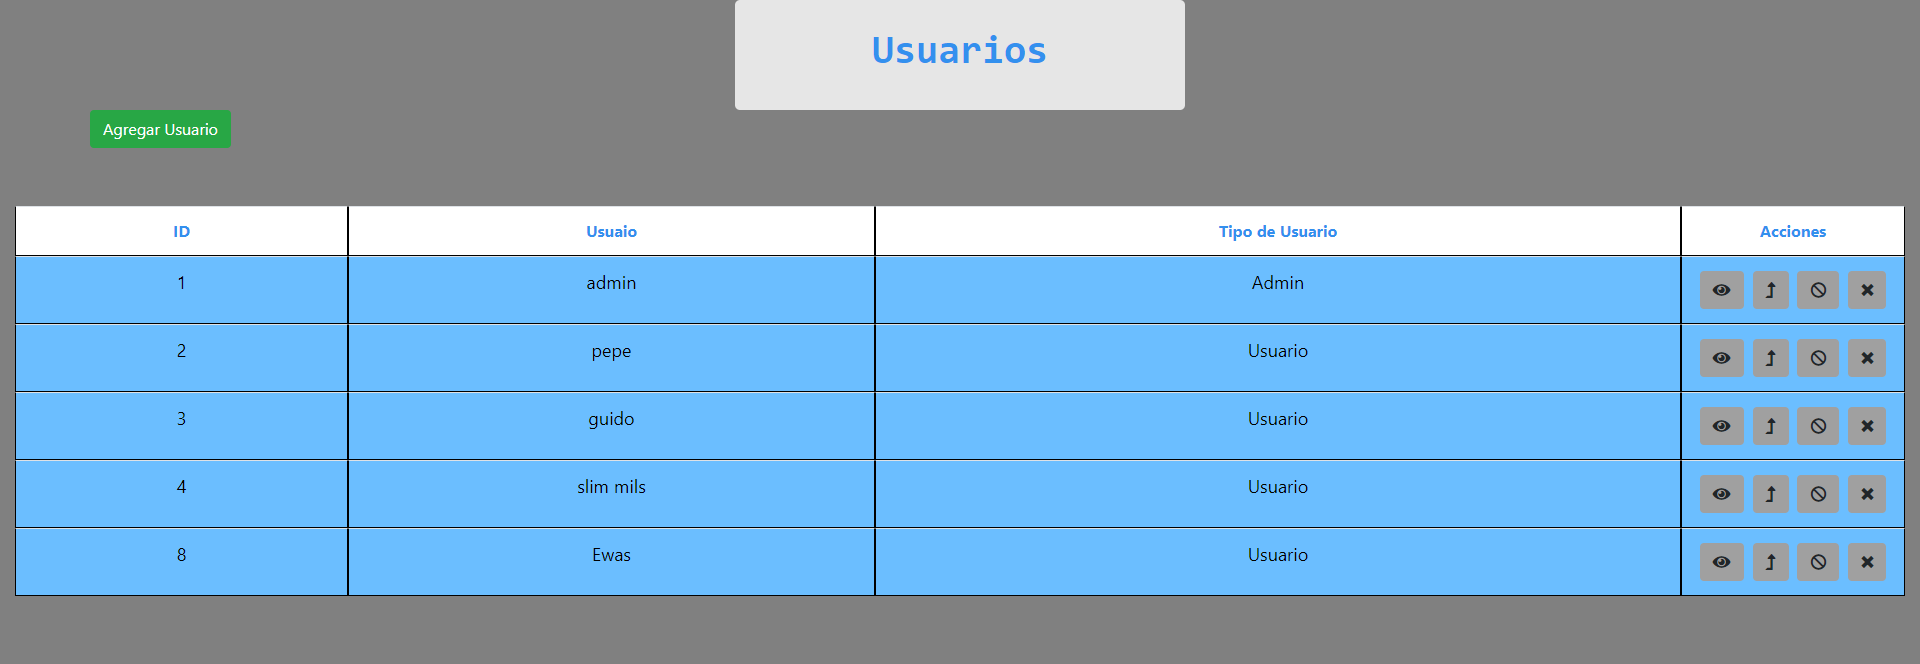 Usuarios
Agregar Usuario
ID Usuaio Tipo de Usuario Acciones
1 admin Admin
2 pepe Usuario
3 guido Usuario
4 slim mils Usuario
8 Ewas Usuario